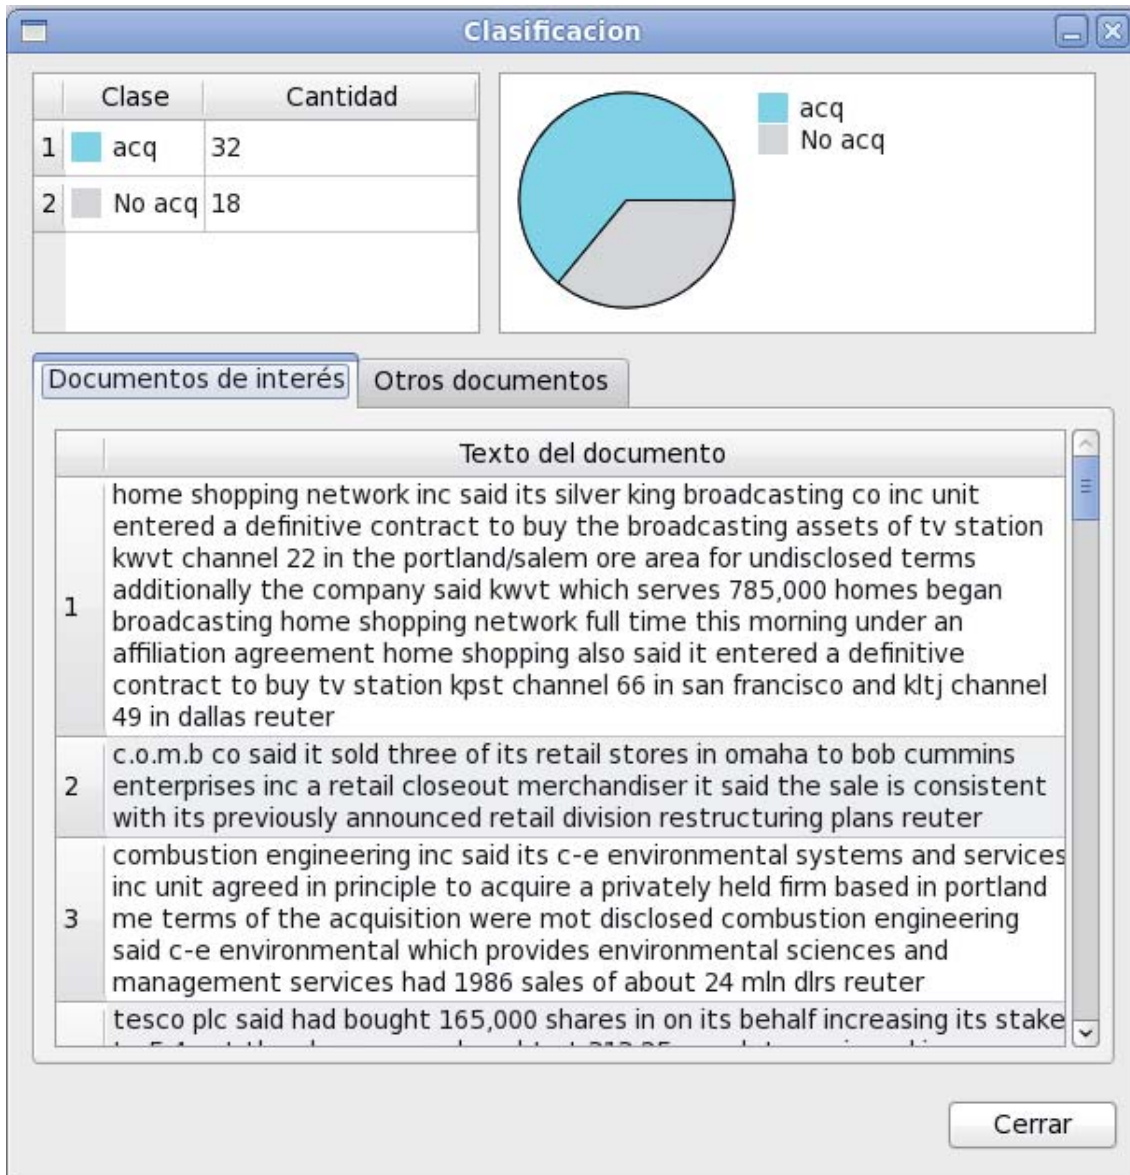 Clasificacion
Clase Cantidad
1 acq 32
2 No acq 18
acq
No acq
Documentos de interés Otros documentos
Texto del documento
home shopping network inc said its silver king broadcasting co inc unit
entered a definitive contract to buy the broadcasting assets of tv station
kwvt channel 22 in the portland/salem ore area for undisclosed terms
additionally the company said kwvt which serves 785,000 homes began
1
broadcasting home shopping network full time this morning under an
affiliation agreement home shopping also said it entered a definitive
contract to buy tv station kpst channel 66 in san francisco and kltj channel
49 in dallas reuter
c.o.m.b co said it sold three of its retail stores in omaha to bob cummins
2 enterprises inc a retail closeout merchandiser it said the sale is consistent
with its previously announced retail division restructuring plans reuter
combustion engineering inc said its c-e environmental systems and services
inc unit agreed in principle to acquire a privately held firm based in portland
3 me terms of the acquisition were mot disclosed combustion engineering
said c-e environmental which provides environmental sciences and
management services had 1986 sales of about 24 mln dlrs reuter
tesco plc said had bought 165,000 shares in on its behalf increasing its stake
Cerrar